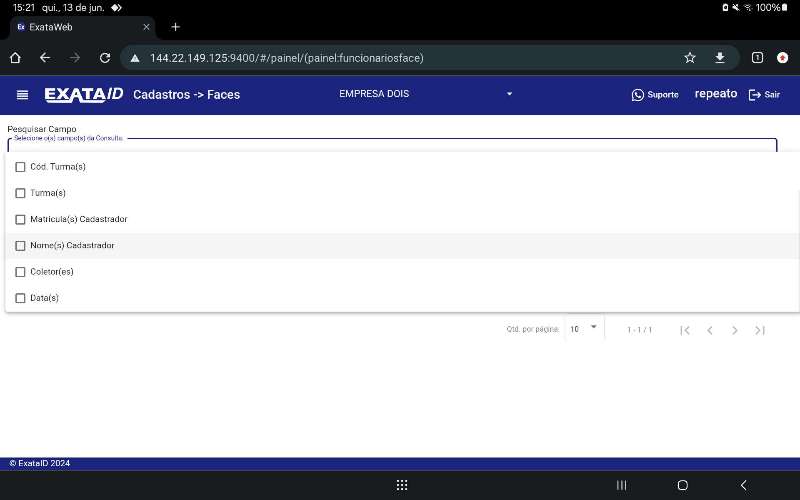 15:21 qui., 13 de jun. 100%
Ex ExataWeb
144.22.149.125:9400/#/painel/(painel:funcionariosface)
1
EXATAID Cadastros -> Faces EMPRESA DOIS Suporte repeato Sair
Pesquisar Campo
Selecione o(s) campo(s) da Consulta.
Cód. Turma(s)
Turma(s)
Matricula(s) Cadastrador
Nome(s) Cadastrador
Coletor(es)
Data(s)
Qtd. por página: 10 1 - 1 / 1
© ExataID 2024